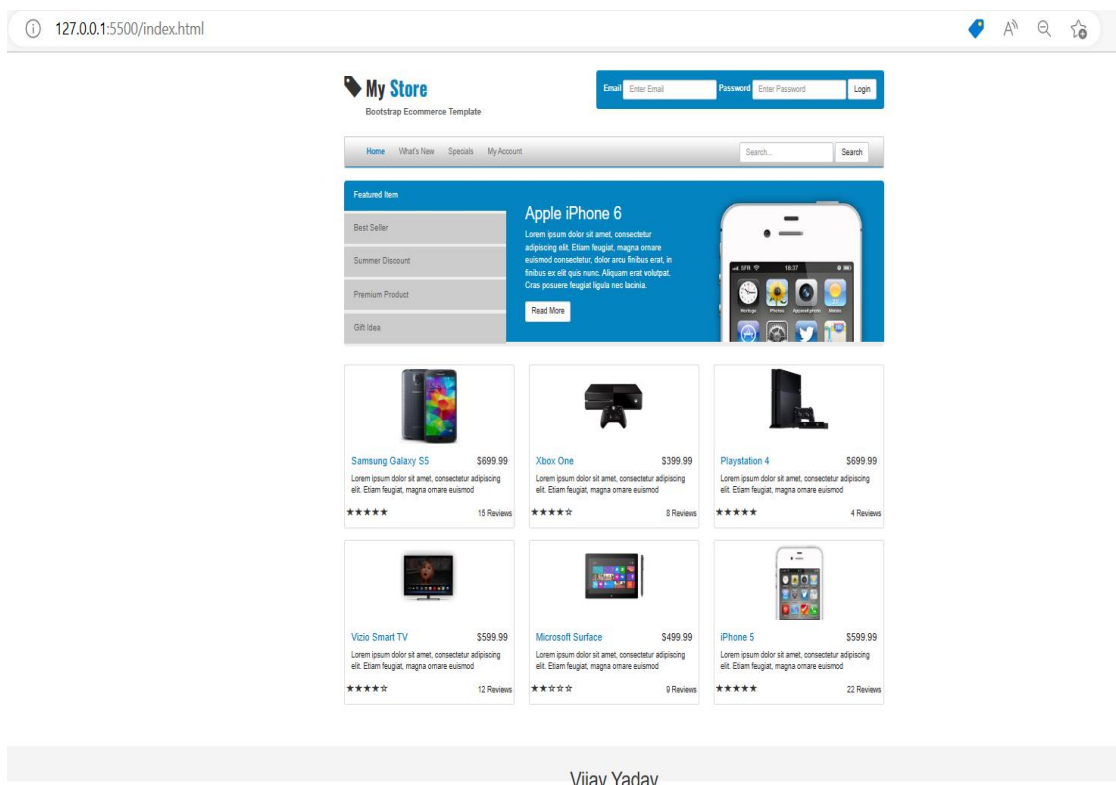 127.0.0.1:5500/index.html
My Store
Bootstrap Ecommerce Template
Email Enter Email Password Enter Password Login
Home What's New Specials My Account Search... Search
Featured Item
Best Seller
Summer Discount
Premium Product
Gift Idea
Apple iPhone 6
Lorem ipsum dolor sit amet, consectetur
adipiscing elit. Etiam feugiat, magna ornare
euismod consectetur, dolor arcu finibus erat, in
finibus ex elit quis nunc. Aliquam erat volutpat.
Cras posuere feugiat ligula nec lacinia.
Read More
SFR 18:37
Horloge Photos Appareil photo Météo
Samsung Galaxy S5 $699.99
Lorem ipsum dolor sit amet, consectetur adipiscing
elit. Etiam feugiat, magna ornare euismod
★★★★★ 15 Reviews
Xbox One $399.99
Lorem ipsum dolor sit amet, consectetur adipiscing
elit. Etiam feugiat, magna ornare euismod
★★★★☆ 8 Reviews
Playstation 4 $699.99
Lorem ipsum dolor sit amet, consectetur adipiscing
elit. Etiam feugiat, magna ornare euismod
★★★★★ 4 Reviews
Vizio Smart TV $599.99
Lorem ipsum dolor sit amet, consectetur adipiscing
elit. Etiam feugiat, magna ornare euismod
★★★★☆ 12 Reviews
Microsoft Surface $499.99
Lorem ipsum dolor sit amet, consectetur adipiscing
elit. Etiam feugiat, magna ornare euismod
★★☆☆☆ 9 Reviews
iPhone 5 $599.99
Lorem ipsum dolor sit amet, consectetur adipiscing
elit. Etiam feugiat, magna ornare euismod
★★★★★ 22 Reviews
Vijay Yadav